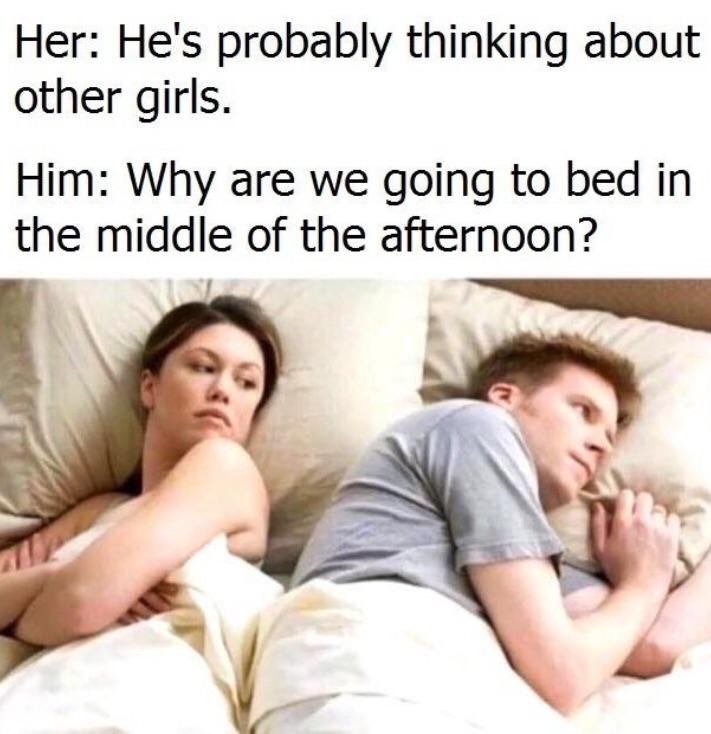 Her: He's probably thinking about
other girls.
Him: Why are we going to bed in
the middle of the afternoon?